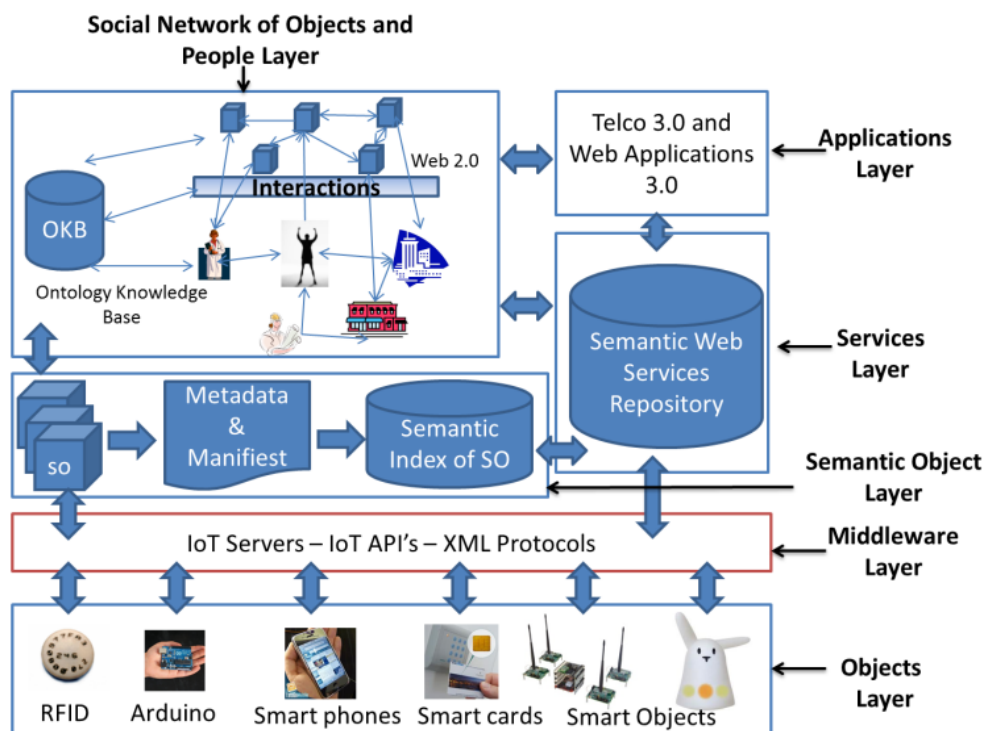 Social Network of Objects and
People Layer
Web 2.0
Interactions
OKB
Ontology Knowledge
Base
Telco 3.0 and
Web Applications
3.0
Applications
Layer
Semantic Web
Services
Repository
Services
Layer
so
Metadata
&
Manifiest
Semantic
Index of SO
Semantic Object
Layer
IoT Servers – IoT API's – XML Protocols
Middleware
Layer
RFID
Arduino
Smart phones
Smart cards
Smart Objects
Objects
Layer